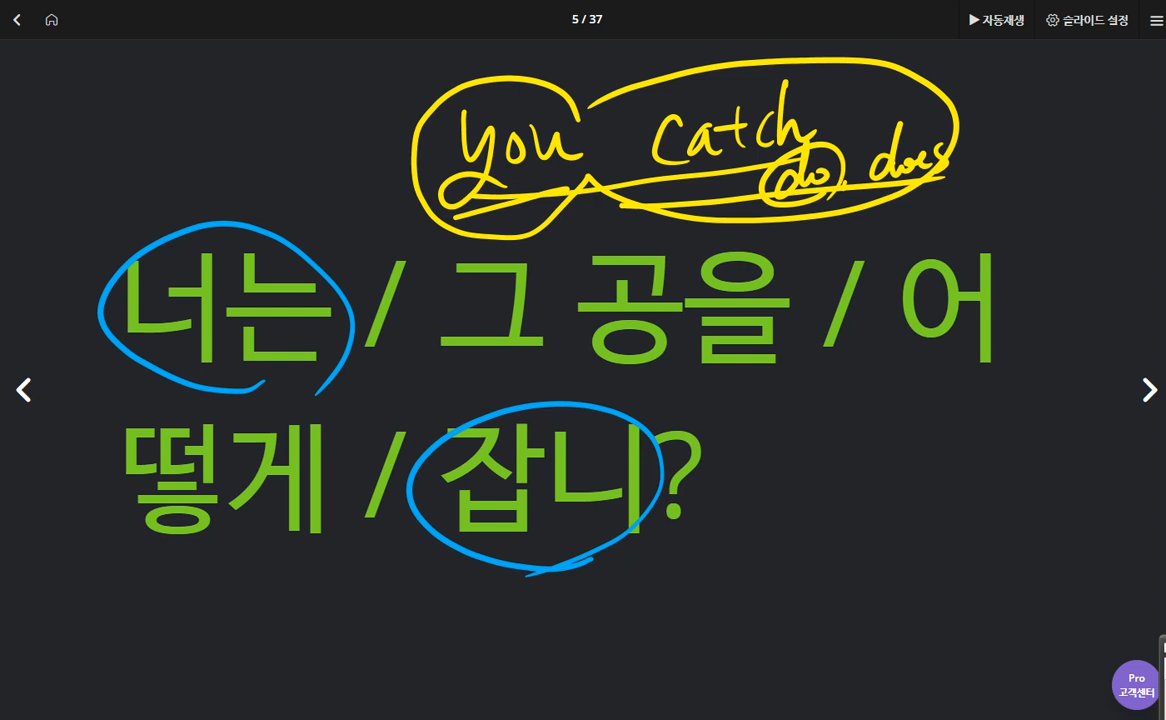 5 / 37
▶ 자동재생
슬라이드 설정
you catch
do, does
너는 / 그 공을 / 어
떻게 / 잡니?
Pro
고객센터